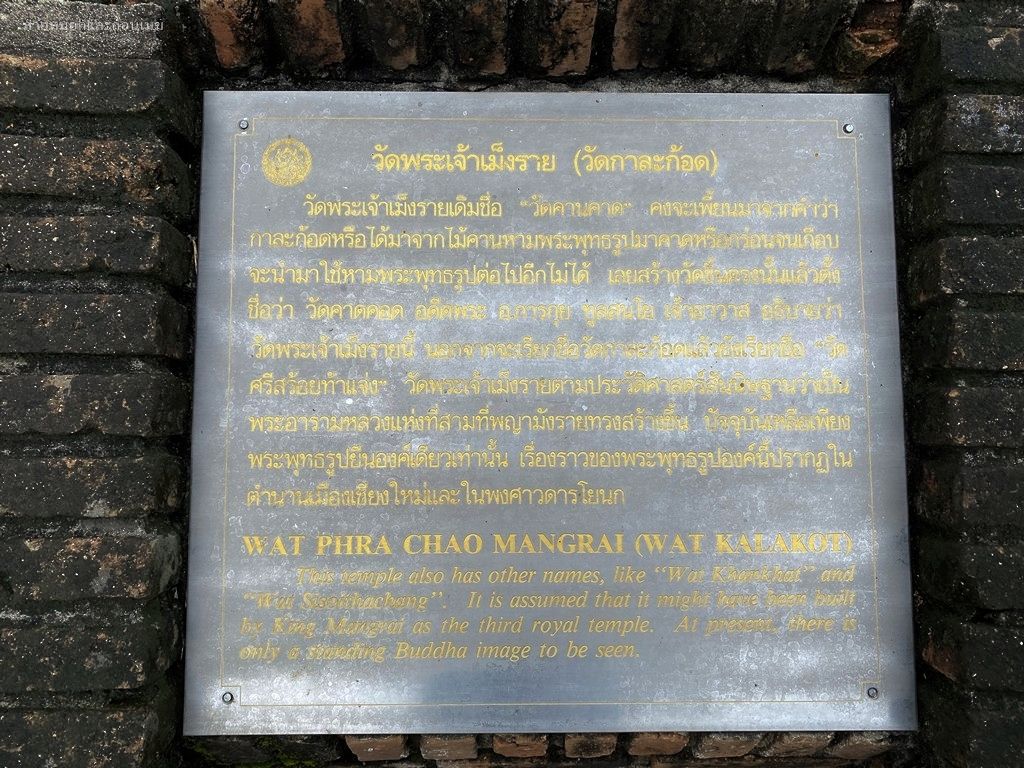 วัดพระเจ้าเม็งราย (วัดกาละก้อด)
วัดพระเจ้าเม็งรายเดิมชื่อ “วัดคานคาด” คงจะเพี้ยนมาจากคำว่า
กาละก้อดหรือได้มาจากไม้คานหามพระพุทธรูปมาคาดหรือกร่อนจนเกือบ
จะนำมาใช้หามพระพุทธรูปต่อไปอีกไม่ได้ เลยสร้างวัดขึ้นตรงนั้นแล้วตั้ง
ชื่อว่า วัดคาดคอด อดีตพระ เจ้าอาวาส อธิบายว่า
วัดพระเจ้าเม็งรายนี้ นอกจากจะเรียกชื่อวัดกาละก้อดแล้วยังเรียกชื่อ “วัด
ศรีสร้อยท้าแจ่ง” วัดพระเจ้าเม็งรายตามประวัติศาสตร์สันนิษฐานว่าเป็น
พระอารามหลวงแห่งที่สามที่พญามังรายทรงสร้างขึ้น ปัจจุบันเหลือเพียง
พระพุทธรูปยืนองค์เดียวเท่านั้น เรื่องราวของพระพุทธรูปองค์นี้ปรากฏใน
ตำนานเมืองเชียงใหม่และในพงศาวดารโยนก
WAT PHRA CHAO MANGRAI (WAT KALAKOT)
This temple also has other names, like “Wat Khankhat” and
“Wat ”. It is assumed that it might have been built
by King Mangrai as the third royal temple. At present, there is
only a standing Buddha image to be seen.